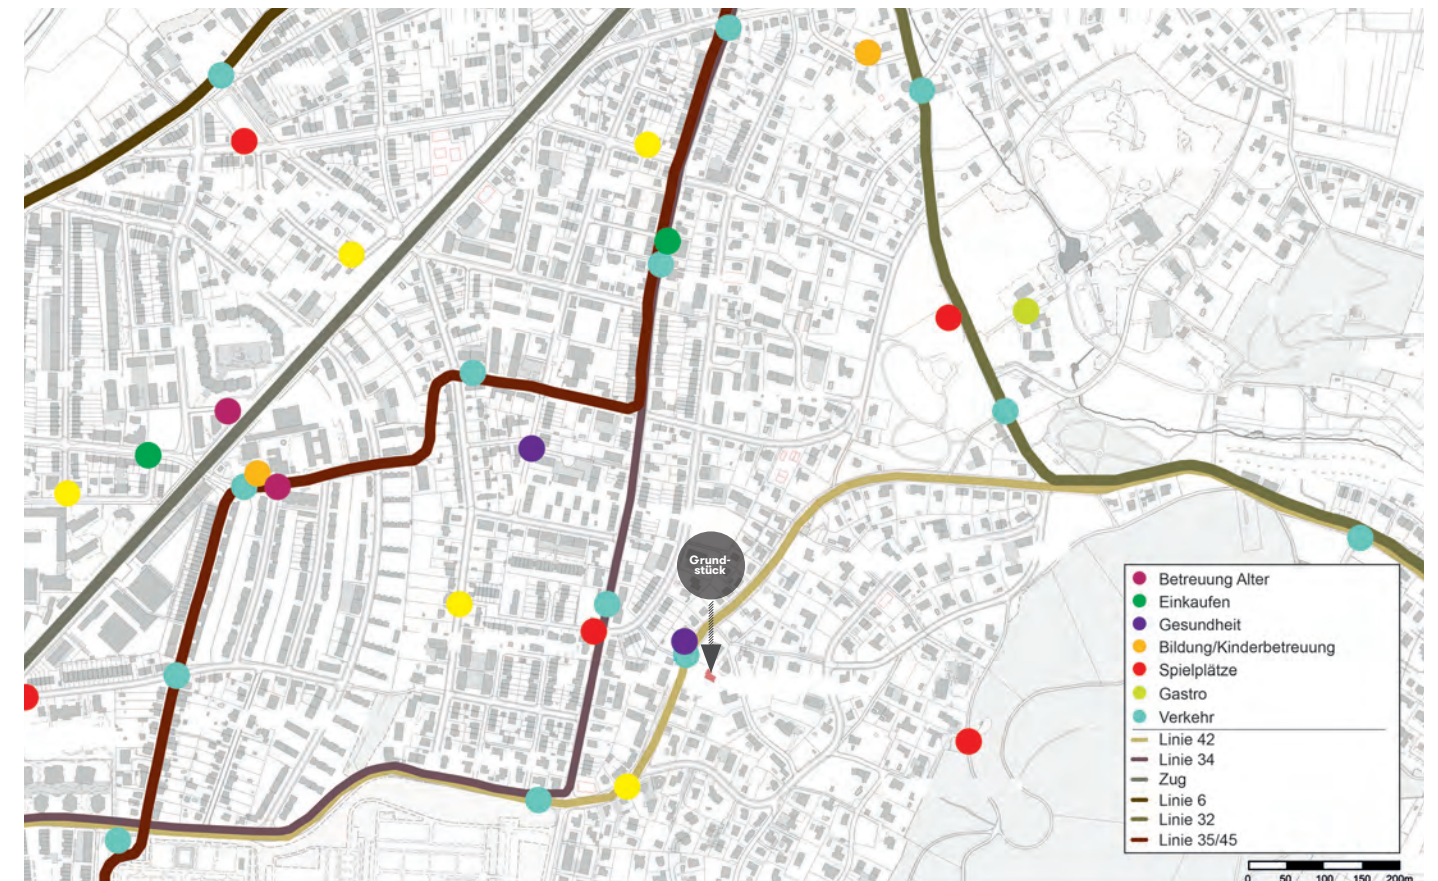 Grund-
stück
Betreuung Alter
Einkaufen
Gesundheit
Bildung/Kinderbetreuung
Spielplätze
Gastro
Verkehr
Linie 42
Linie 34
Zug
Linie 6
Linie 32
Linie 35/45
0 50 100 150 200m